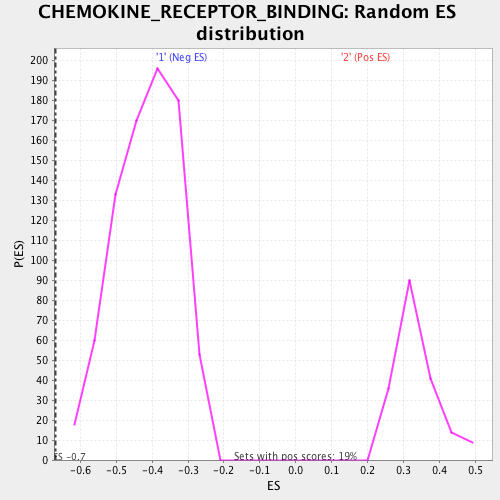 CHEMOKINE_RECEPTOR_BINDING: Random ES
distribution
'1' (Neg ES)
'2' (Pos ES)
200
190
180
170
160
150
140
130
120
110
100
90
80
70
60
50
40
30
20
10
0
P(ES)
ES -0.7
Sets with pos scores: 19%
-0.6 -0.5 -0.4 -0.3 -0.2 -0.1 0.0 0.1 0.2 0.3 0.4 0.5
ES